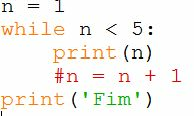 n = 1
while n < 5:
    print(n)
    #n = n + 1
print('Fim')